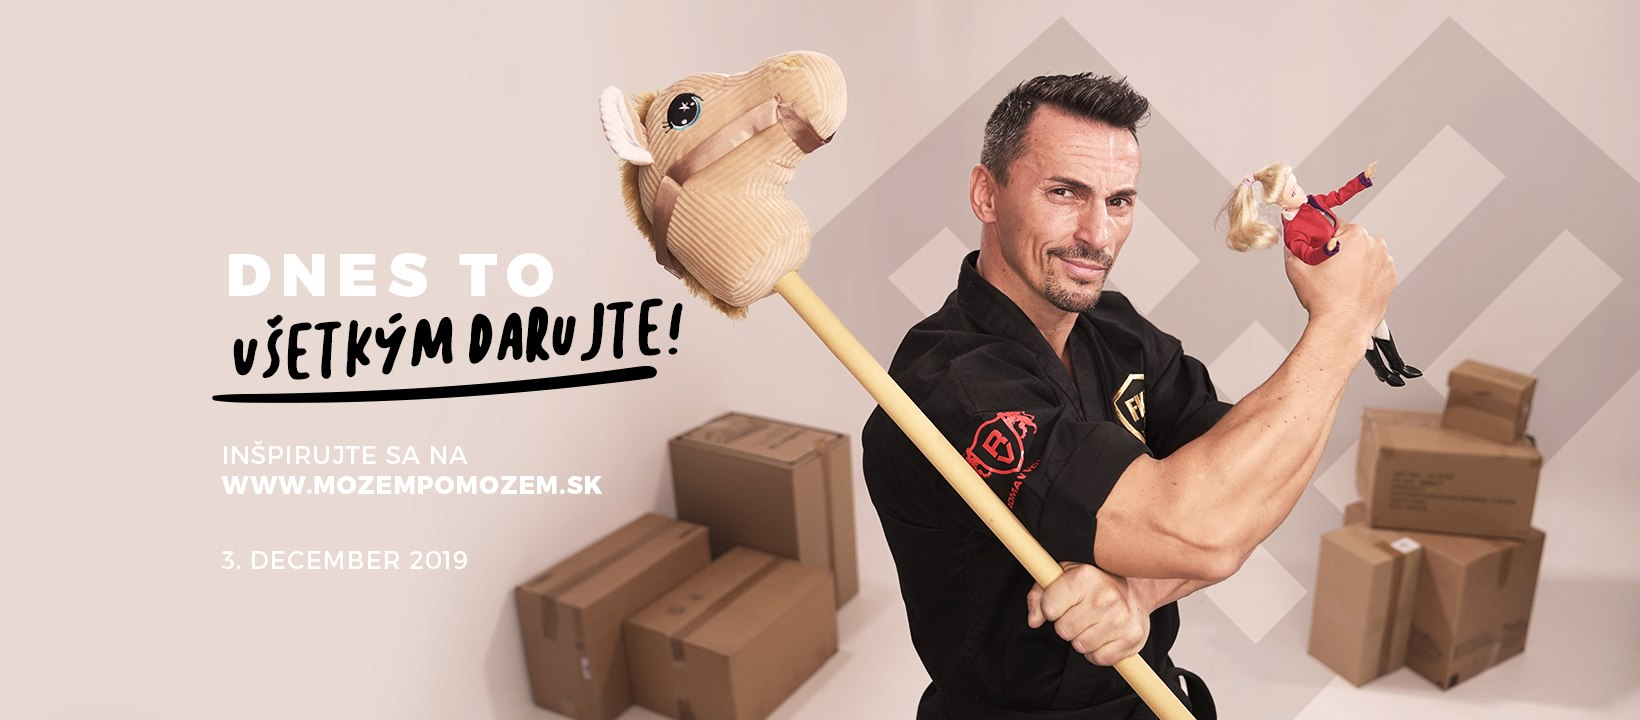 DNES TO
VŠETKÝM DARUJTE!
INŠPIRUJTE SA NA
WWW.MOZEMPOMOZEM.SK
3. DECEMBER 2019